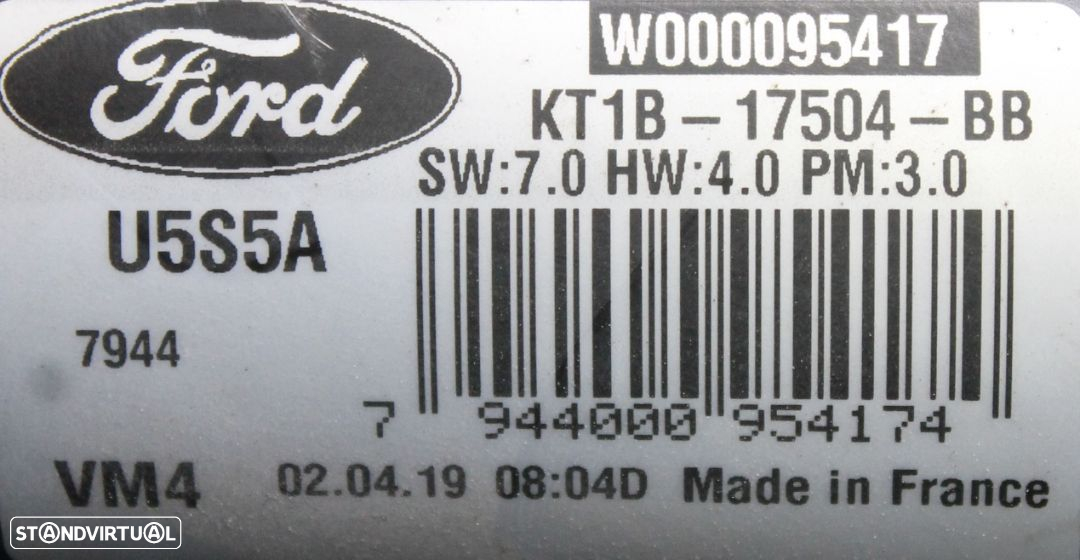 Ford
W000095417
KT1B-17504-BB
SW:7.0 HW:4.0 PM:3.0
U5S5A
7944
7 944000 954174
VM4 02.04.19 08:04D Made in France
STANDVIRTUAL